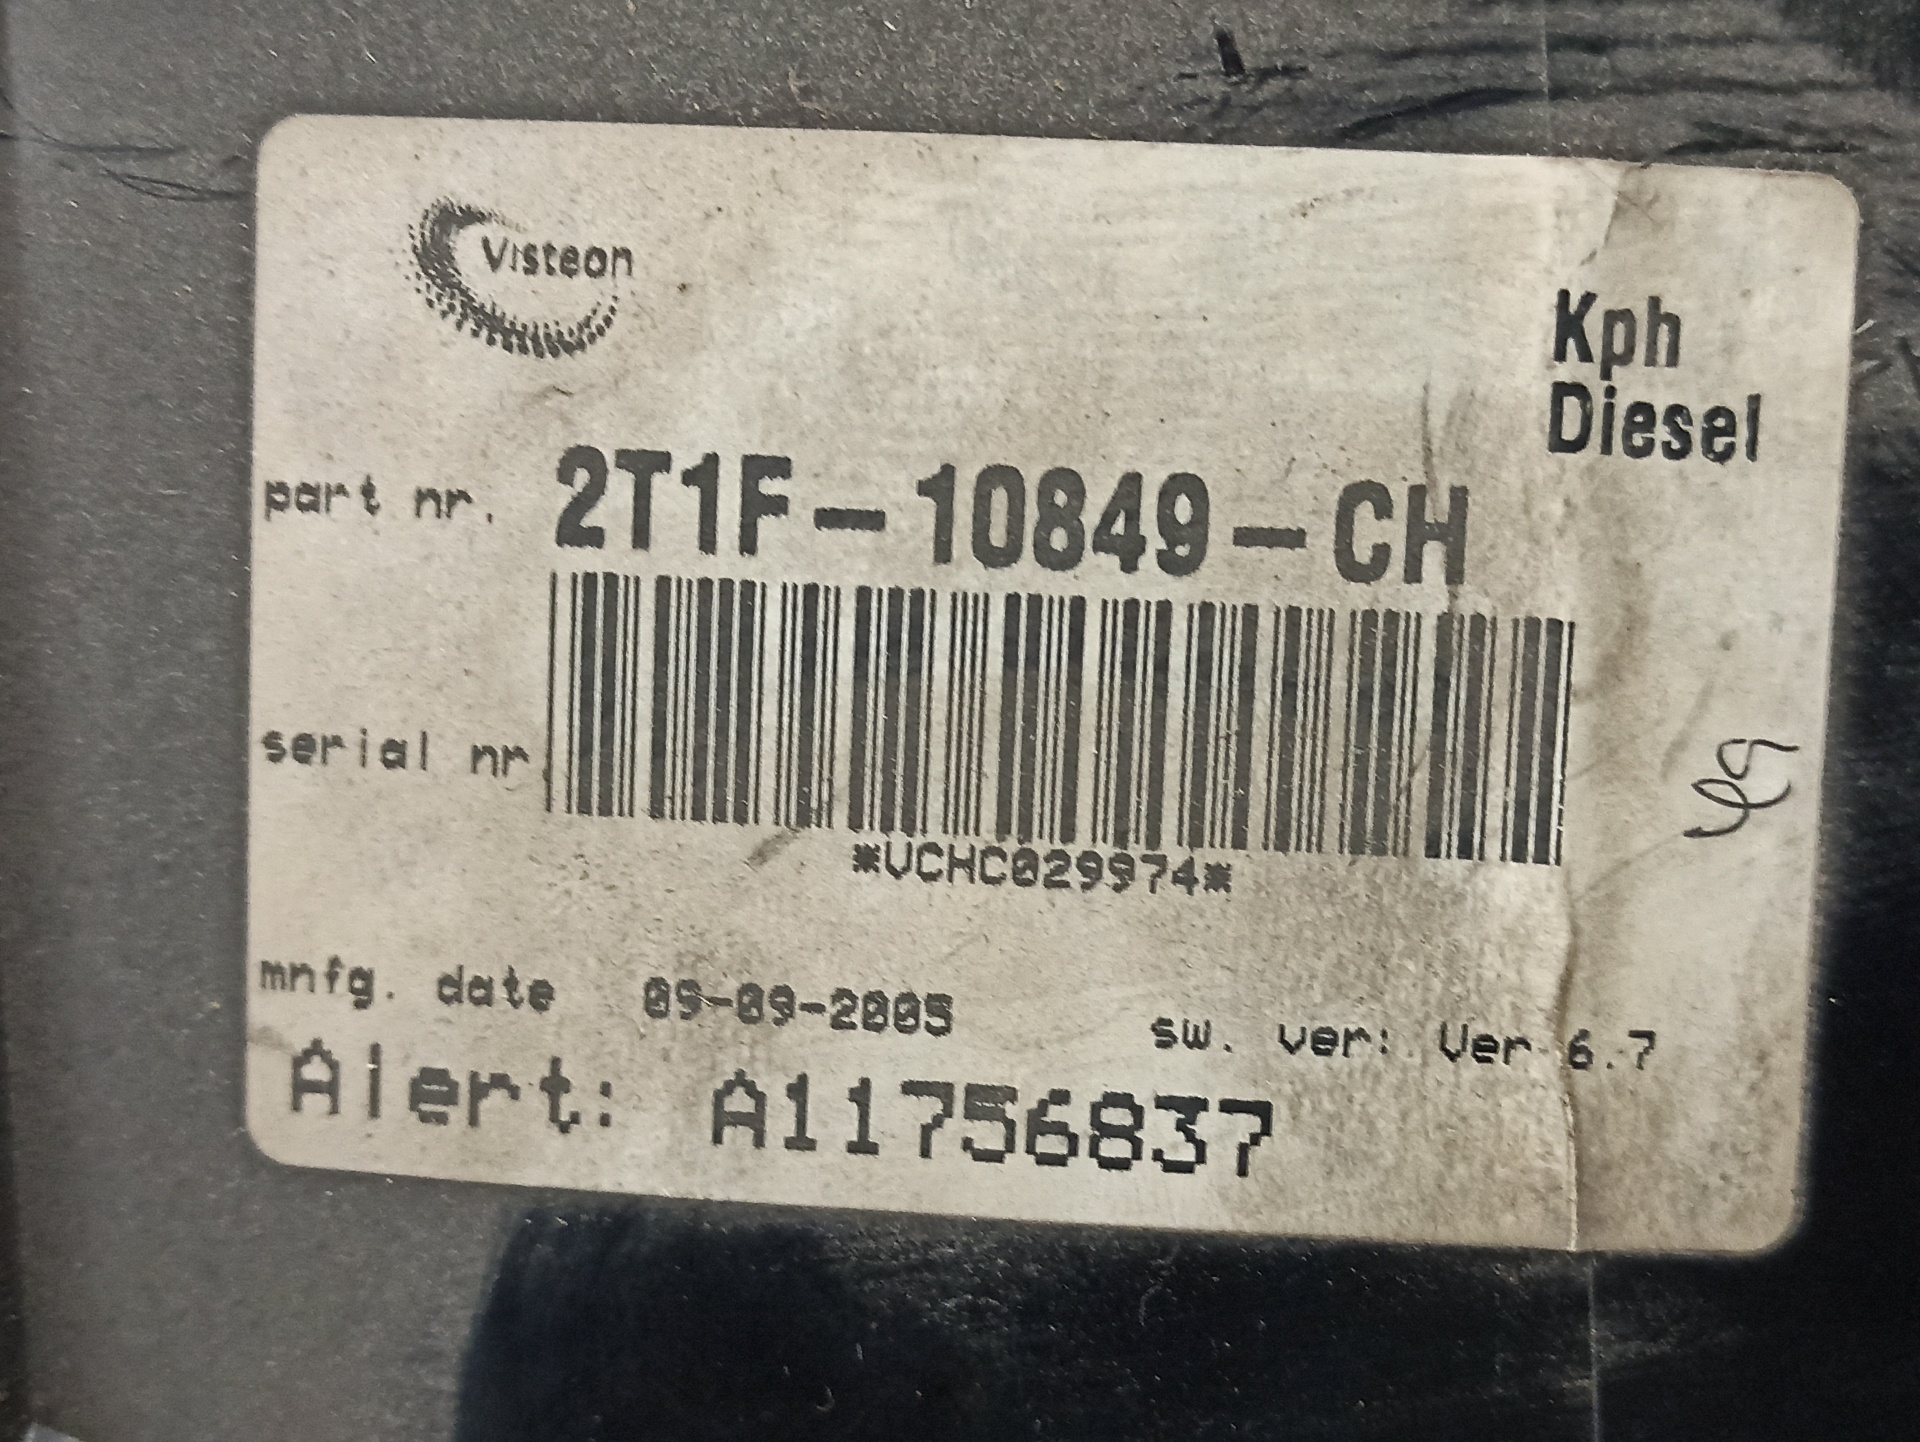 Visteon
Kph
Diesel
part nr. 2T1F-10849-CH
serial nr
*VCHC029974*
mnfg. date 09-09-2005
sw. ver: Ver 6.7
Alert: A11756837